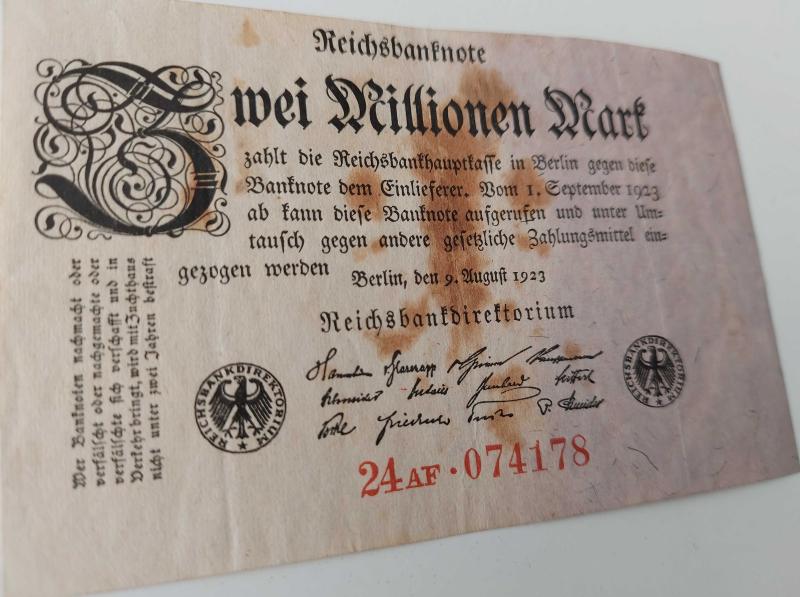 Reichsbanknote
Zwei Millionen Mark
zahlt die Reichsbankhauptkasse in Berlin gegen diese
Banknote dem Einlieferer. Vom 1. September 1923
ab kann diese Banknote aufgerufen und unter Um=
tausch gegen andere gesetzliche Zahlungsmittel ein=
gezogen werden
Berlin, den 9. August 1923
Reichsbankdirektorium
Wer Banknoten nachmacht oder
verfälscht oder nachgemachte oder
verfälschte sich verschafft und in
Verkehr bringt, wird mit Zuchthaus
nicht unter zwei Jahren bestraft
REICHSBANKDIREKTORIUM
REICHSBANKDIREKTORIUM
24AF·074178